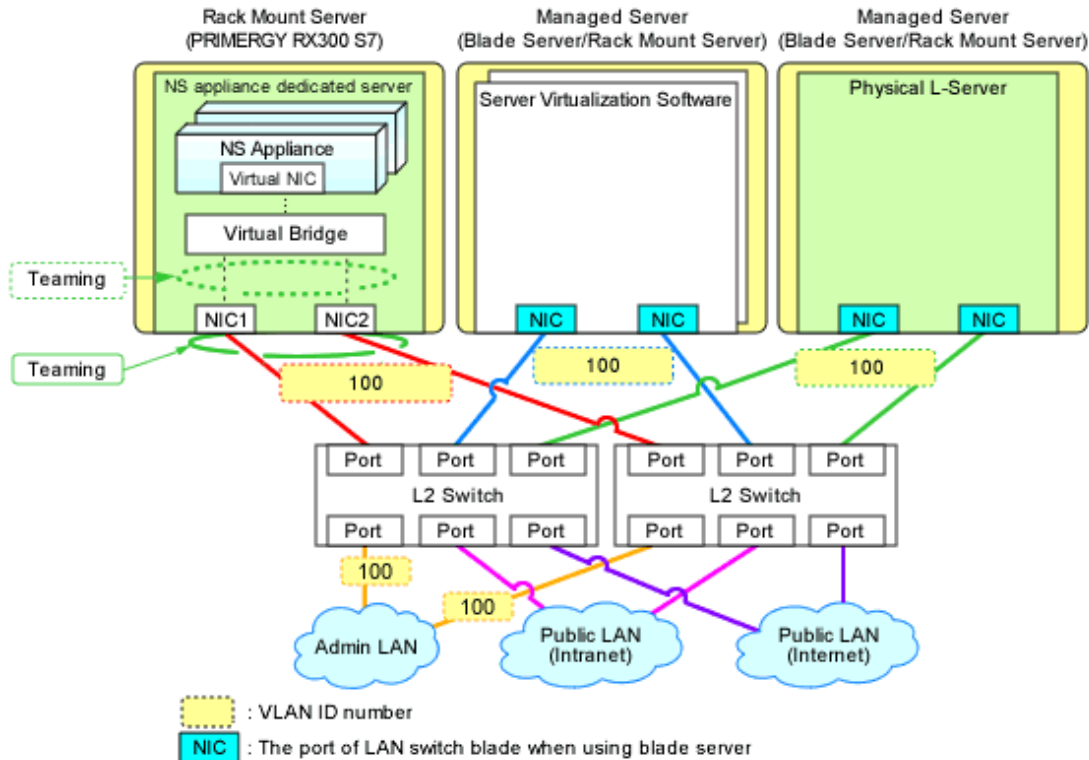 Rack Mount Server
(PRIMERGY RX300 S7)
Managed Server
(Blade Server/Rack Mount Server)
Managed Server
(Blade Server/Rack Mount Server)
NS appliance dedicated server
Server Virtualization Software
Physical L-Server
NS Appliance
Virtual NIC
Virtual Bridge
Teaming
NIC1
NIC2
NIC
NIC
NIC
NIC
Teaming
100
100
100
Port
Port
Port
Port
Port
Port
L2 Switch
L2 Switch
Port
Port
Port
Port
Port
Port
100
100
Admin LAN
Public LAN
(Intranet)
Public LAN
(Internet)
: VLAN ID number
NIC : The port of LAN switch blade when using blade server